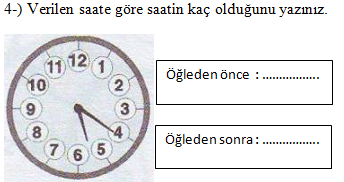 4-) Verilen saate göre saatin kaç olduğunu yazınız.
12
11 1
10 2
9 3
8 4
7 5
6
Öğleden önce : .................
Öğleden sonra : .................